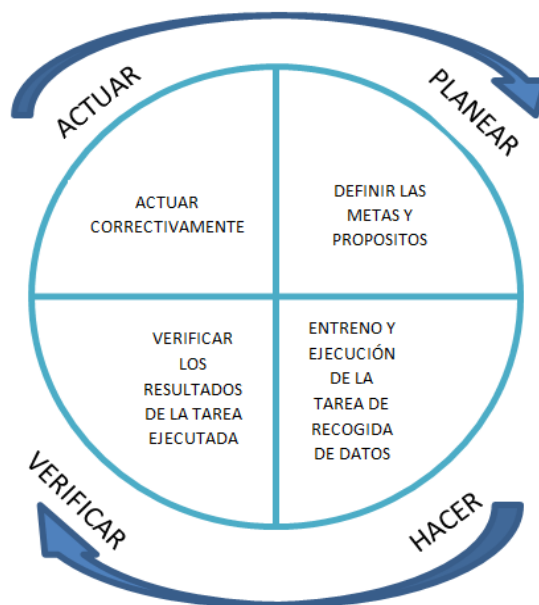 ACTUAR
PLANEAR
ACTUAR
CORRECTIVAMENTE
DEFINIR LAS
METAS Y
PROPOSITOS
VERIFICAR
LOS
RESULTADOS
DE LA TAREA
EJECUTADA
ENTRENO Y
EJECUCIÓN
DE LA
TAREA DE
RECOGIDA
DE DATOS
VERIFICAR
HACER